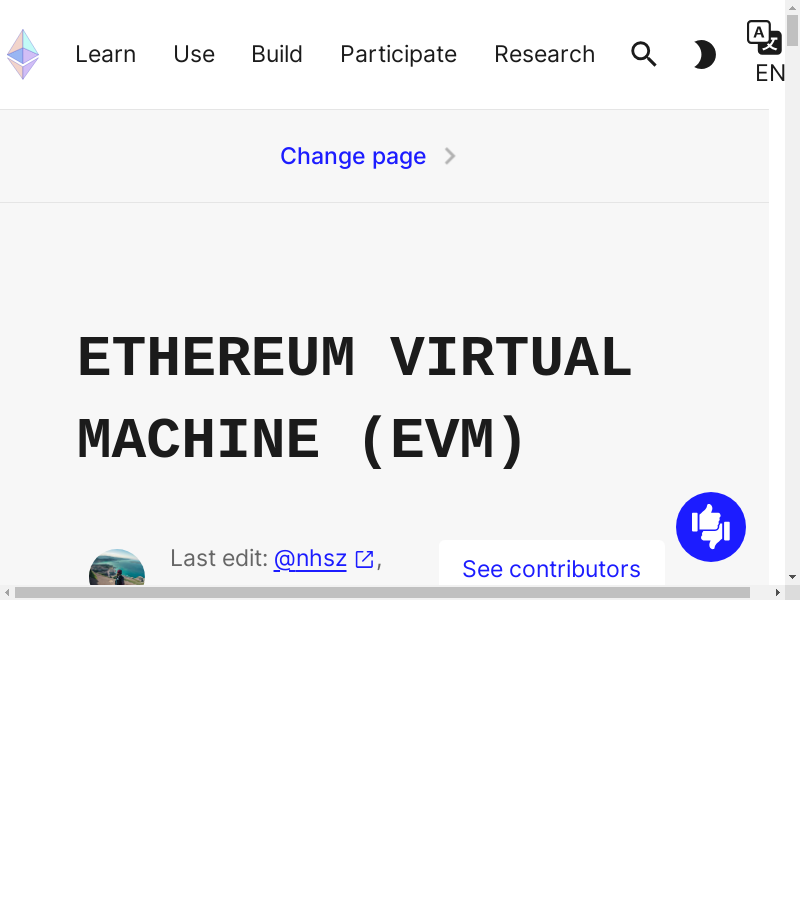 Learn Use Build Participate Research
EN
Change page
ETHEREUM VIRTUAL
MACHINE (EVM)
Last edit: @nhsz,
See contributors